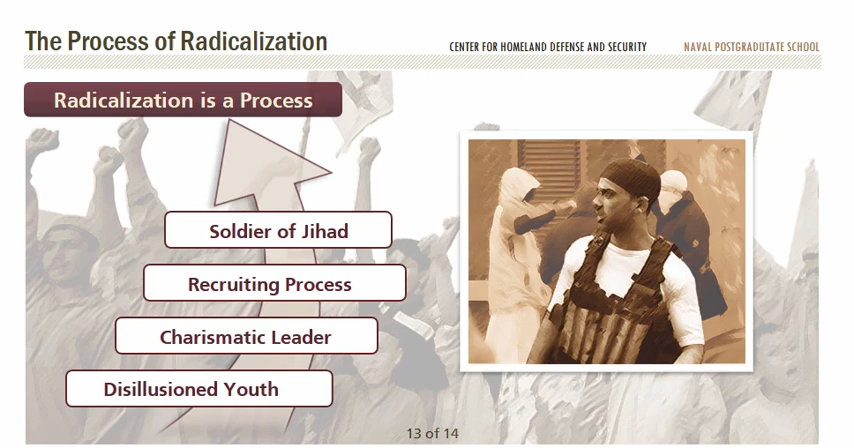 The Process of Radicalization
CENTER FOR HOMELAND DEFENSE AND SECURITY
NAVAL POSTGRADUTATE SCHOOL
Radicalization is a Process
Soldier of Jihad
Recruiting Process
Charismatic Leader
Disillusioned Youth
13 of 14